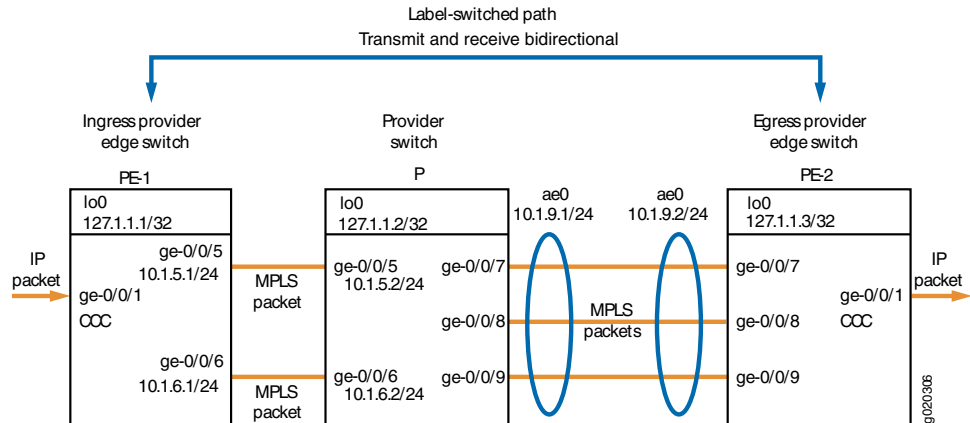 Label-switched path
Transmit and receive bidirectional
Ingress provider
edge switch
Provider
switch
Egress provider
edge switch
PE-1
P
PE-2
lo0
127.1.1.1/32
lo0
127.1.1.2/32
ae0
10.1.9.1/24
ae0
10.1.9.2/24
lo0
127.1.1.3/32
IP
packet
ge-0/0/5
10.1.5.1/24
ge-0/0/1
CCC
ge-0/0/6
10.1.6.1/24
MPLS
packet
MPLS
packet
ge-0/0/5
10.1.5.2/24
ge-0/0/6
10.1.6.2/24
ge-0/0/7
ge-0/0/8
ge-0/0/9
MPLS
packets
ge-0/0/7
ge-0/0/8
ge-0/0/9
ge-0/0/1
CCC
IP
packet
g020306